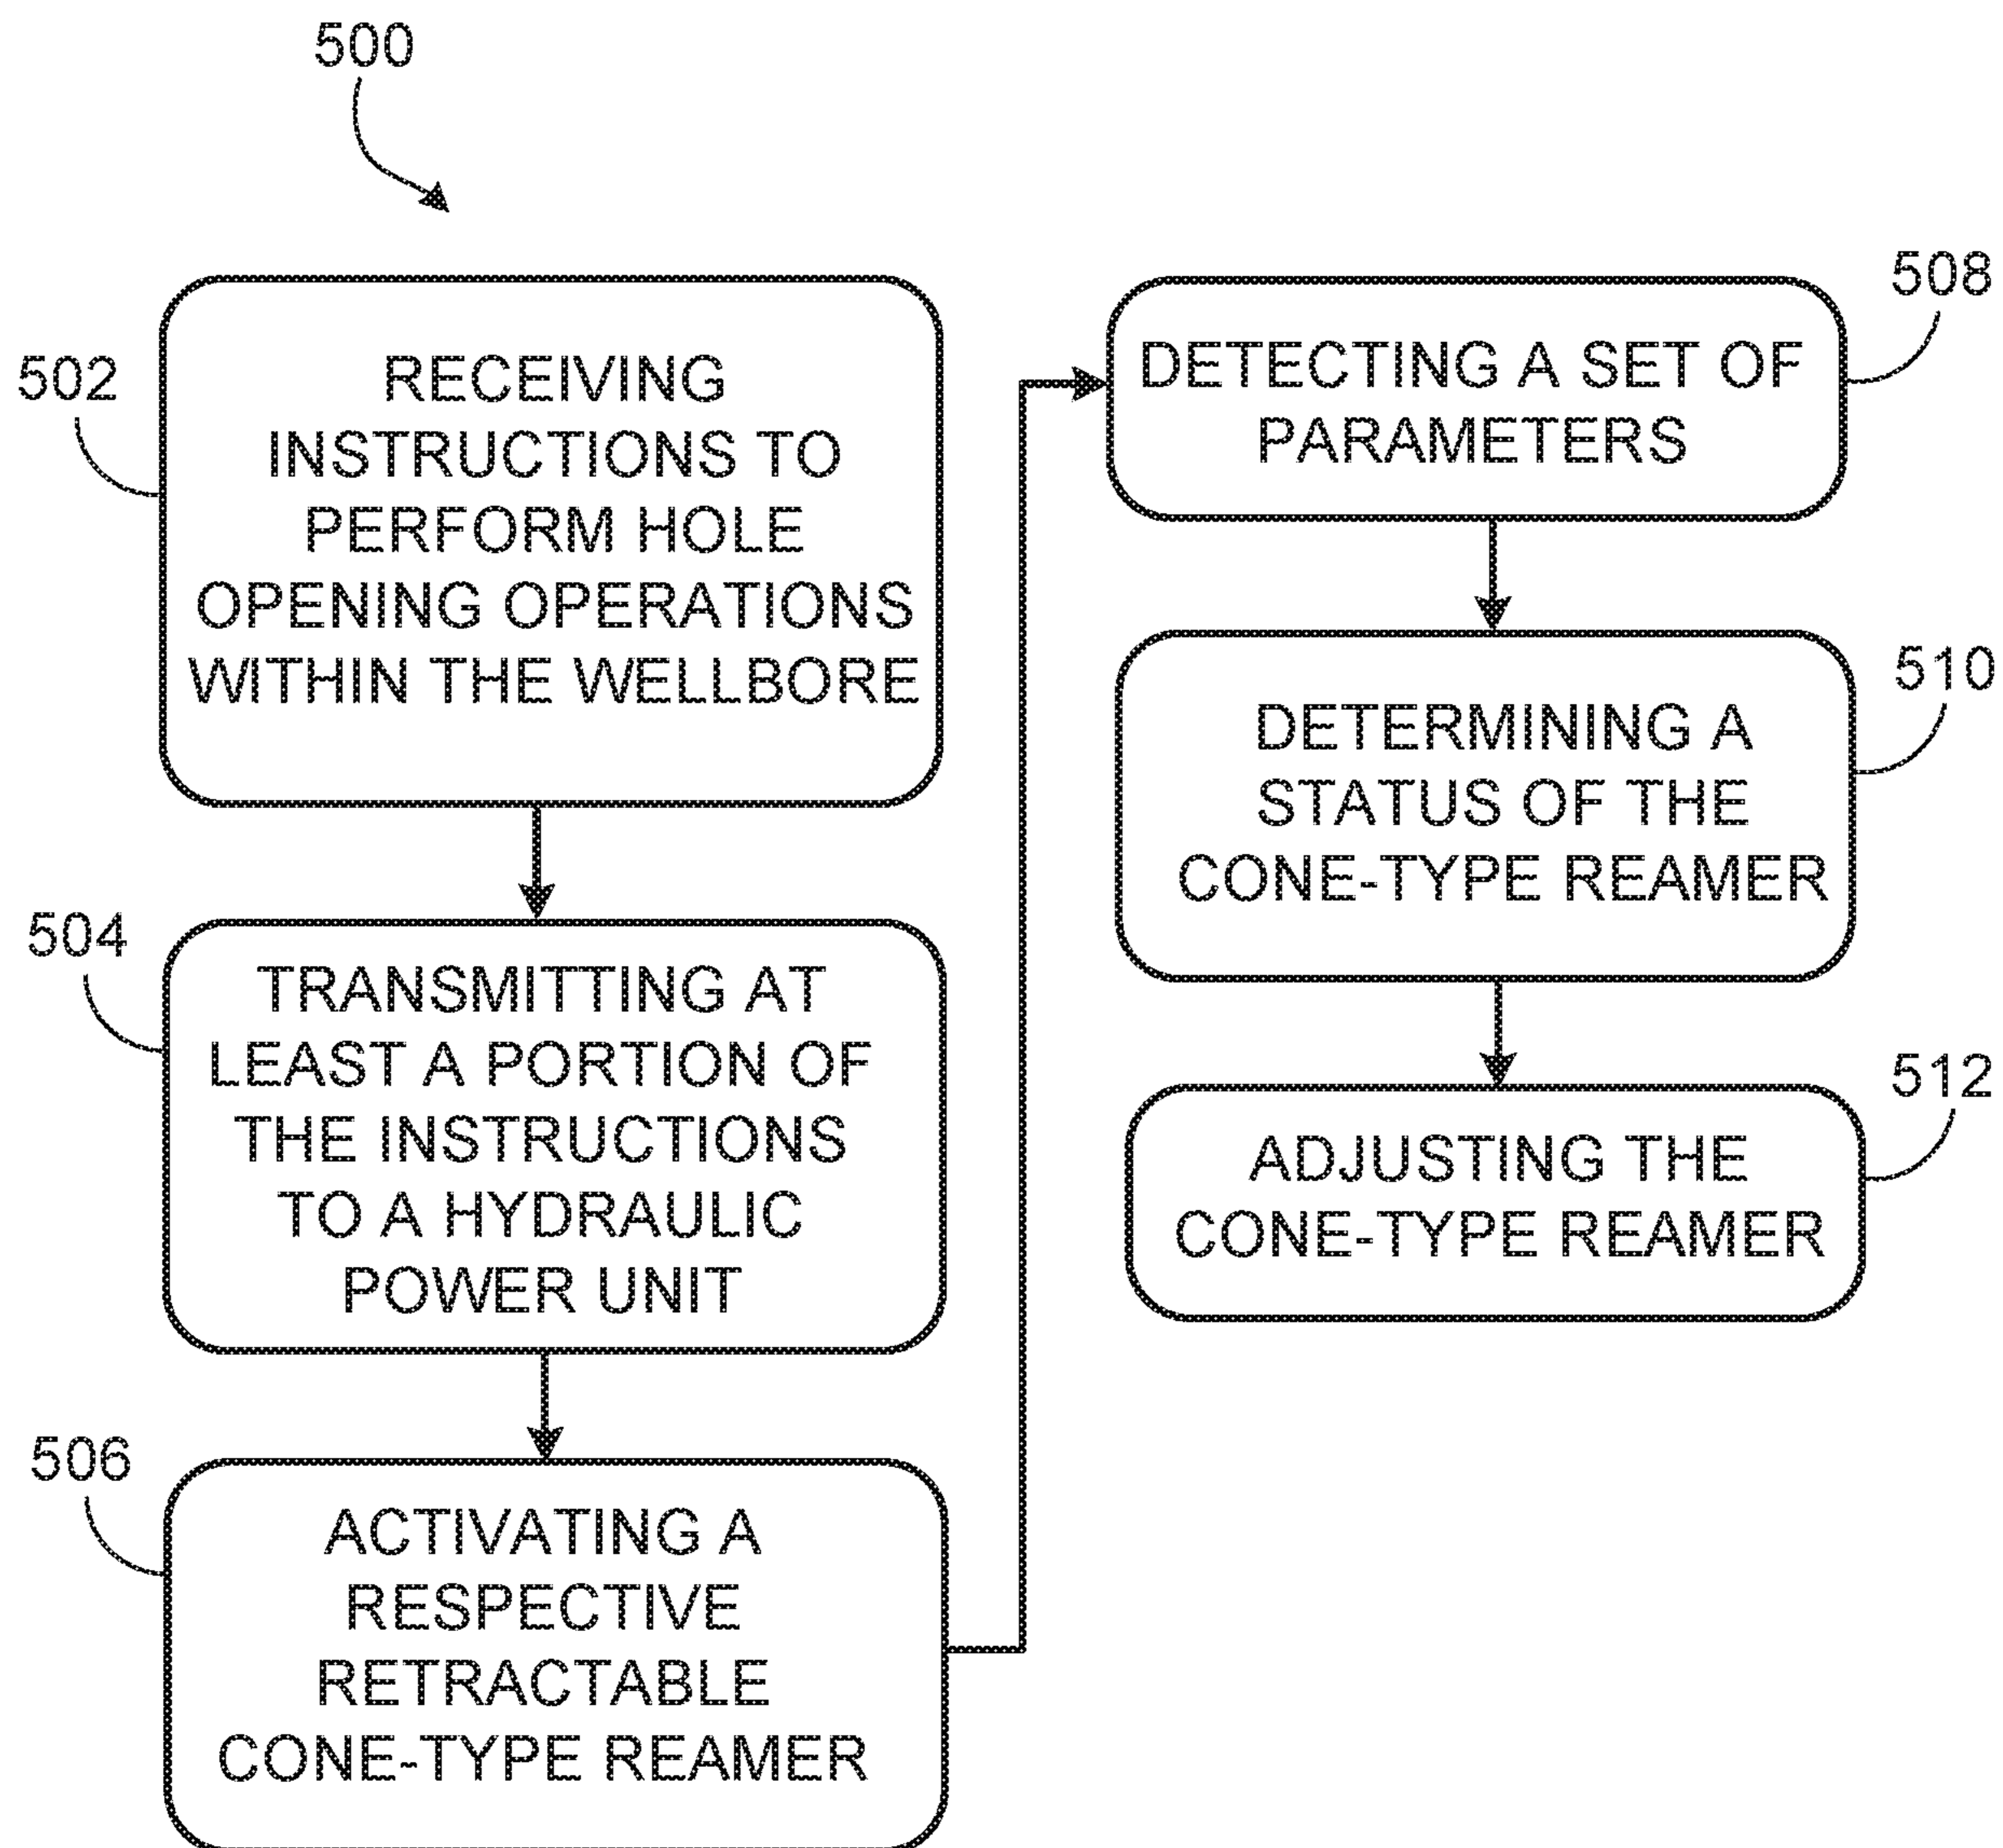 500
502
RECEIVING
INSTRUCTIONS TO
PERFORM HOLE
OPENING OPERATIONS
WITHIN THE WELLBORE
504
TRANSMITTING AT
LEAST A PORTION OF
THE INSTRUCTIONS
TO A HYDRAULIC
POWER UNIT
506
ACTIVATING A
RESPECTIVE
RETRACTABLE
CONE-TYPE REAMER
508
DETECTING A SET OF
PARAMETERS
510
DETERMINING A
STATUS OF THE
CONE-TYPE REAMER
512
ADJUSTING THE
CONE-TYPE REAMER